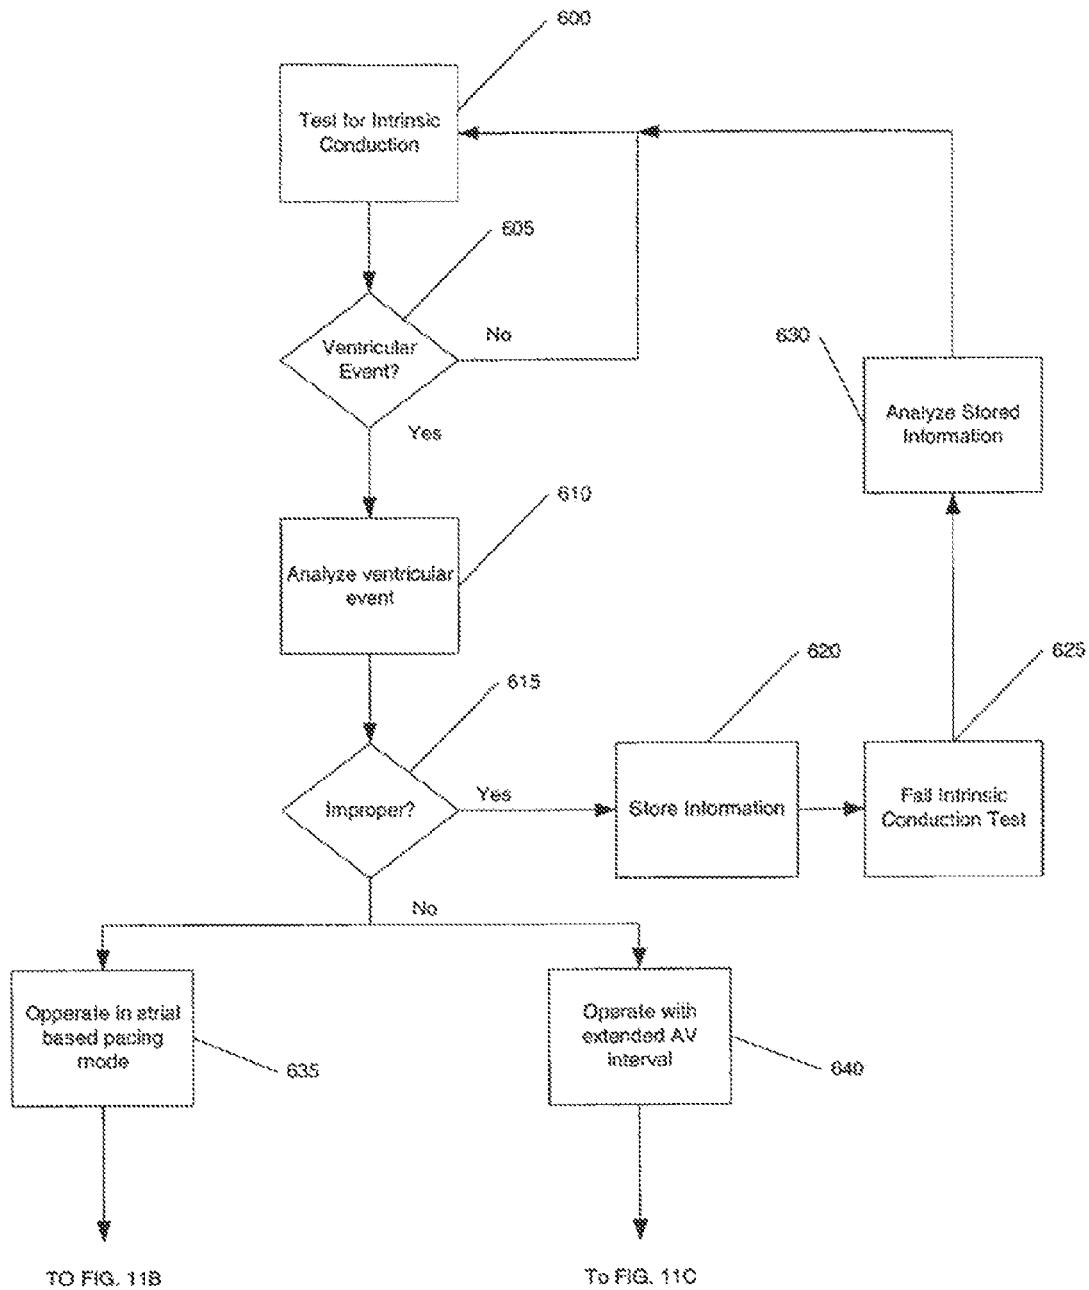 600
Test for Intrinsic
Conduction
605
Ventricular
Event?
No
Yes
630
Analyze Stored
Information
610
Analyze ventricular
event
615
Improper?
Yes
620
Store Information
625
Fail Intrinsic
Conduction Test
No
Opperate in atrial
based pacing
mode
635
Operate with
extended AV
interval
640
TO FIG. 11B
To FIG. 11C